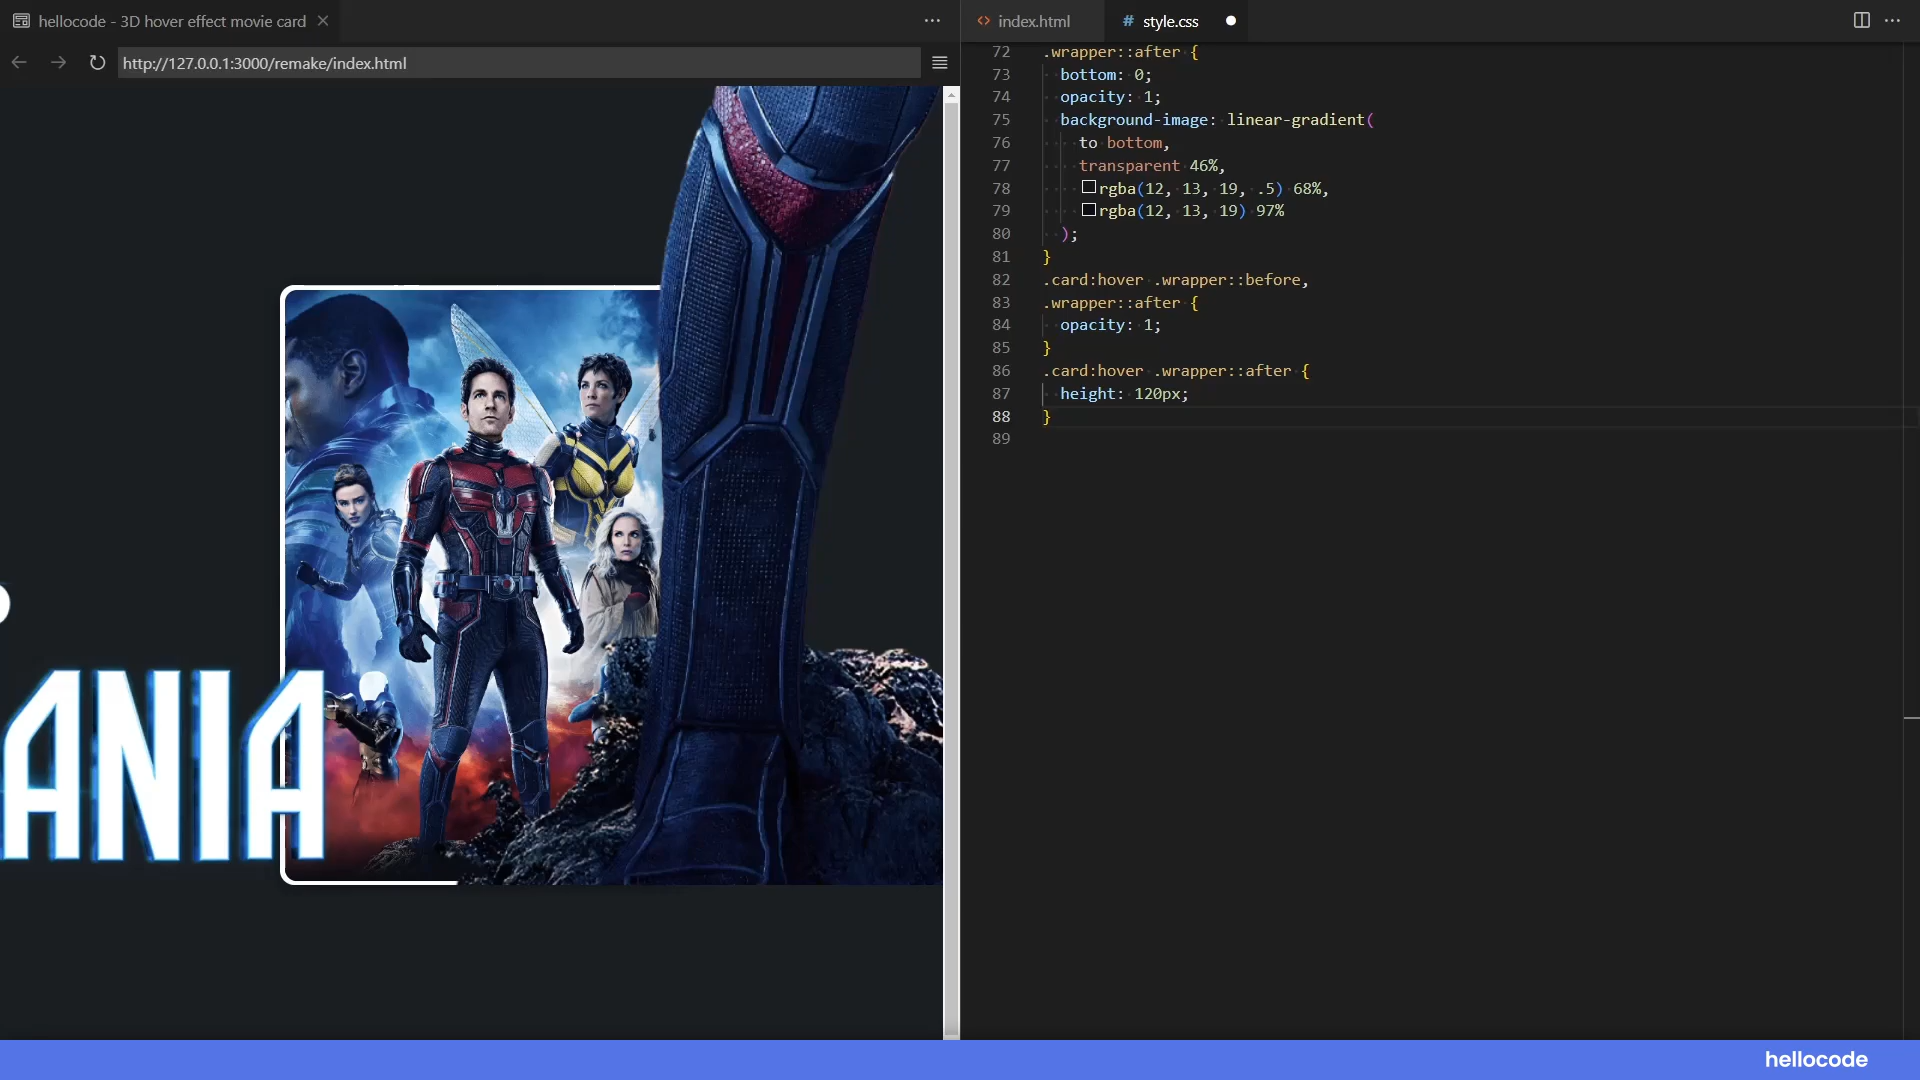 hellocode - 3D hover effect movie card
http://127.0.0.1:3000/remake/index.html
ANIA
index.html
# style.css
72 .wrapper::after {
73 bottom: 0;
74 opacity: 1;
75 background-image: linear-gradient(
76 to bottom,
77 transparent 46%,
78 rgba(12, 13, 19, .5) 68%,
79 rgba(12, 13, 19) 97%
80 );
81 }
82 .card:hover .wrapper::before,
83 .wrapper::after {
84 opacity: 1;
85 }
86 .card:hover .wrapper::after {
87 height: 120px;
88 }
89
hellocode